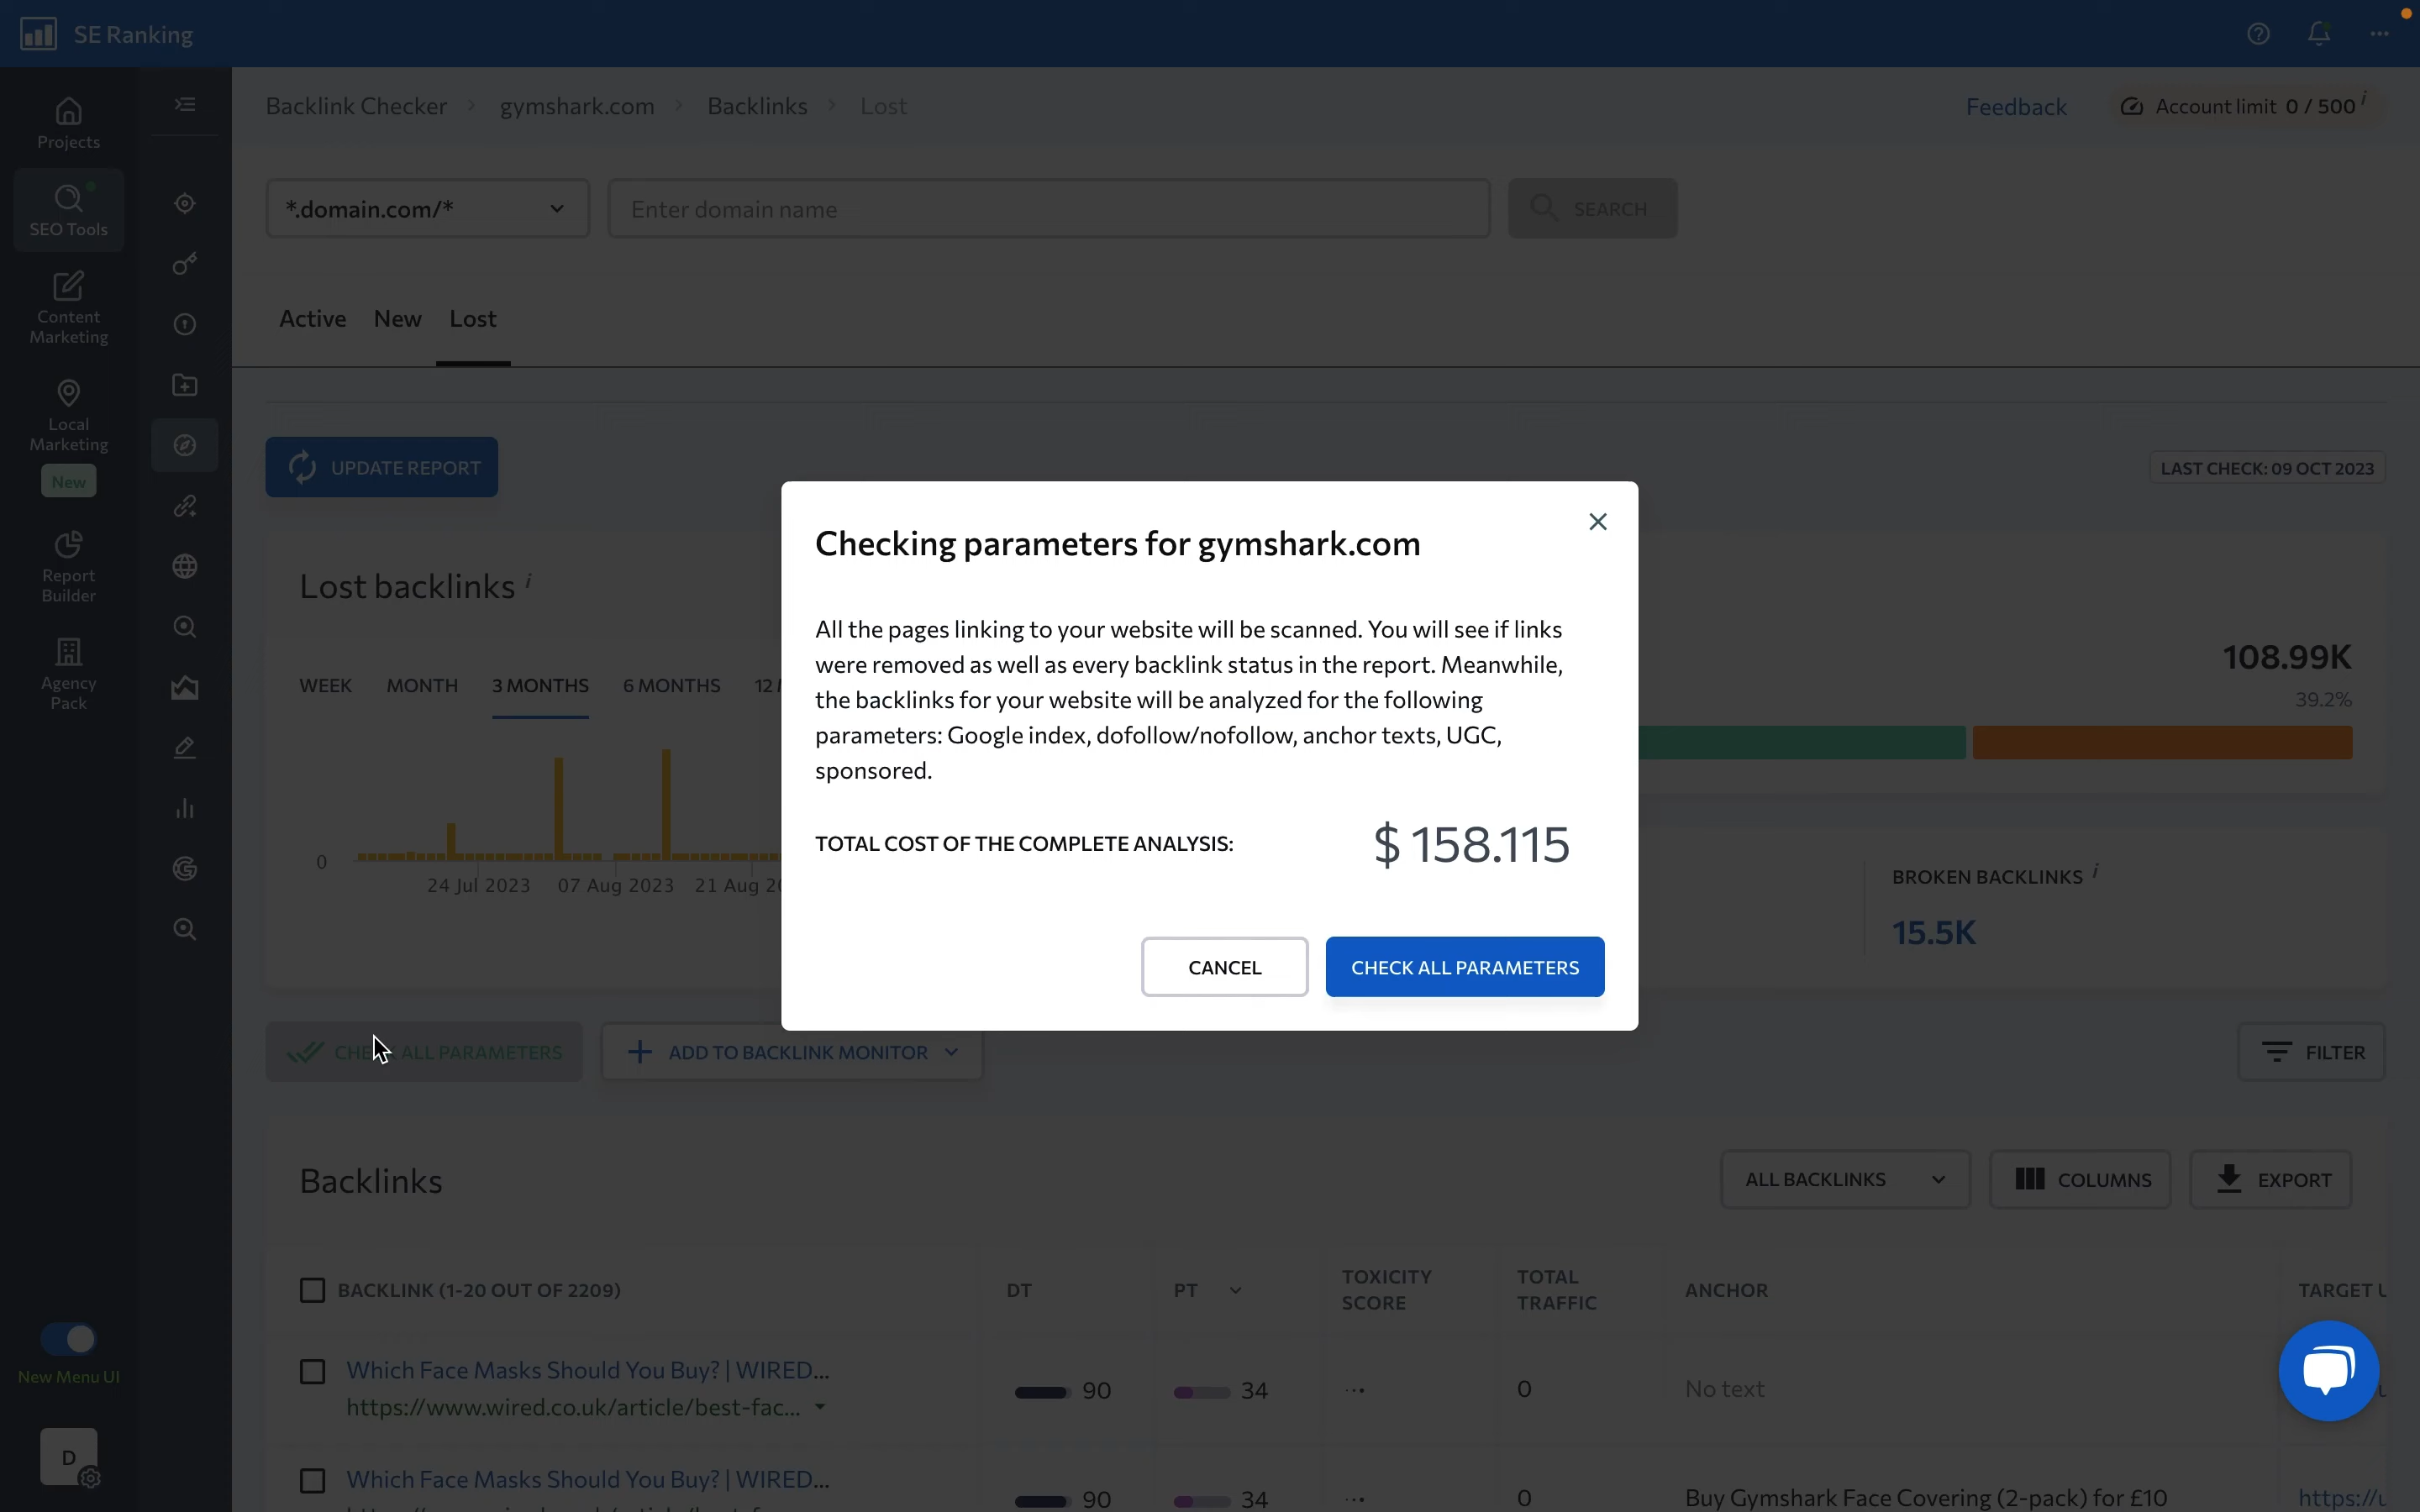 SE Ranking
Projects
SEO Tools
Content
Marketing
Local
Marketing
New
Report
Builder
Agency
Pack
New Menu UI
D
Backlink Checker > gymshark.com > Backlinks > Lost
Feedback
Account limit 0 / 500 i
*.domain.com/*
Enter domain name
SEARCH
Active New Lost
UPDATE REPORT
LAST CHECK: 09 OCT 2023
Lost backlinks i
WEEK MONTH 3 MONTHS 6 MONTHS 12
0
24 Jul 2023 07 Aug 2023 21 Aug
108.99K
39.2%
BROKEN BACKLINKS i
15.5K
Checking parameters for gymshark.com
All the pages linking to your website will be scanned. You will see if links
were removed as well as every backlink status in the report. Meanwhile,
the backlinks for your website will be analyzed for the following
parameters: Google index, dofollow/nofollow, anchor texts, UGC,
sponsored.
TOTAL COST OF THE COMPLETE ANALYSIS: $ 158.115
CANCEL
CHECK ALL PARAMETERS
CHECK ALL PARAMETERS
ADD TO BACKLINK MONITOR
FILTER
Backlinks
ALL BACKLINKS
COLUMNS
EXPORT
BACKLINK (1-20 OUT OF 2209) DT PT TOXICITY SCORE TOTAL TRAFFIC ANCHOR TARGET
Which Face Masks Should You Buy? | WIRED...
https://www.wired.co.uk/article/best-fac...
90 34 0 No text
Which Face Masks Should You Buy? | WIRED...
90 34 0 Buy Gymshark Face Covering (2-pack) for £10 https://